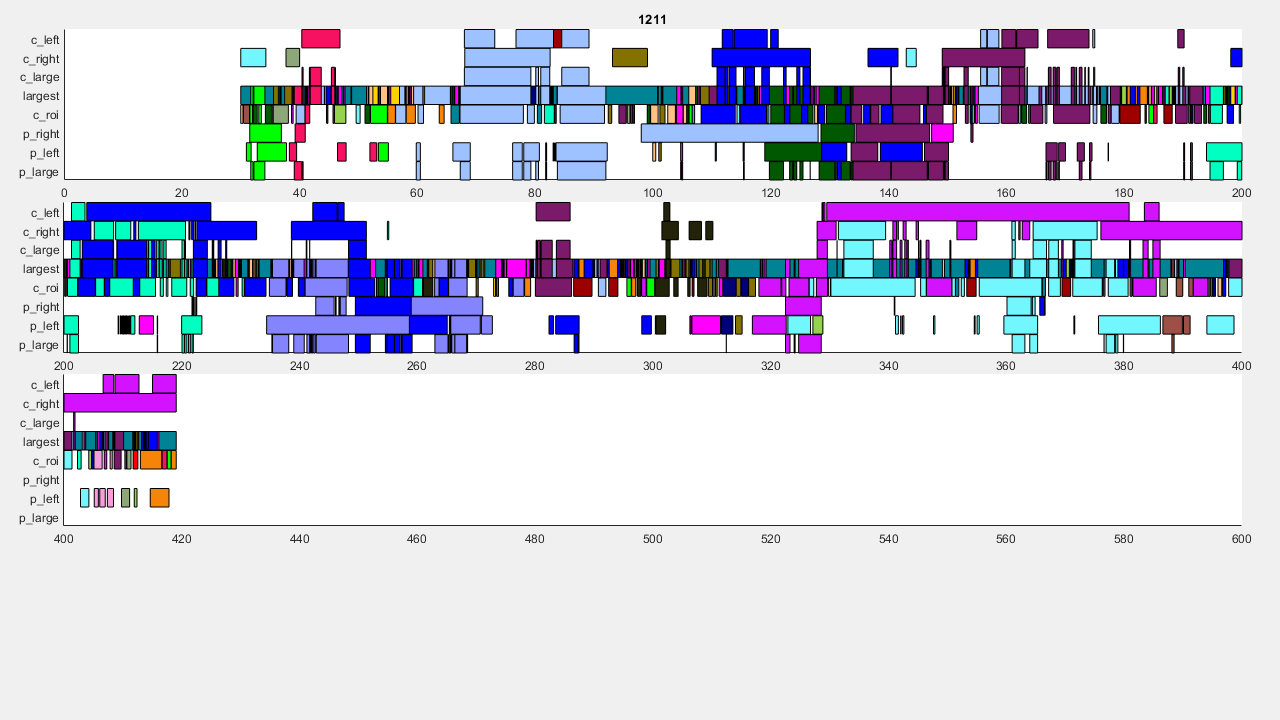 1211
c_left
c_right
c_large
largest
c_roi
p_right
p_left
p_large
0 20 40 60 80 100 120 140 160 180 200
c_left
c_right
c_large
largest
c_roi
p_right
p_left
p_large
200 220 240 260 280 300 320 340 360 380 400
c_left
c_right
c_large
largest
c_roi
p_right
p_left
p_large
400 420 440 460 480 500 520 540 560 580 600